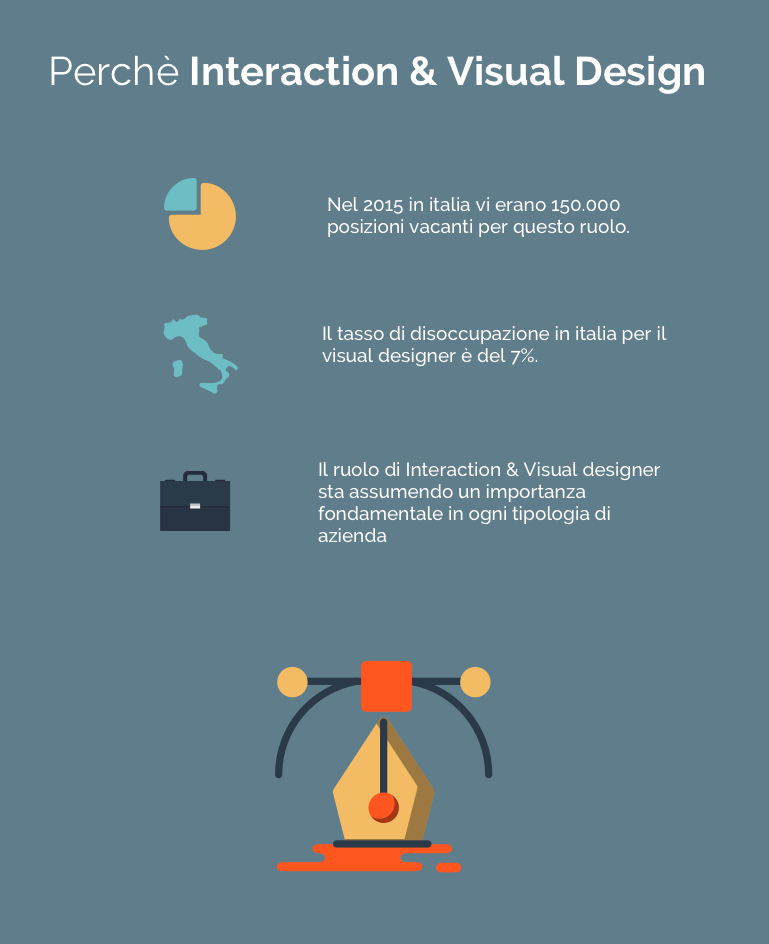 Perchè Interaction & Visual Design
Nel 2015 in italia vi erano 150.000
posizioni vacanti per questo ruolo.
Il tasso di disoccupazione in italia per il
visual designer è del 7%.
Il ruolo di Interaction & Visual designer
sta assumendo un importanza
fondamentale in ogni tipologia di
azienda